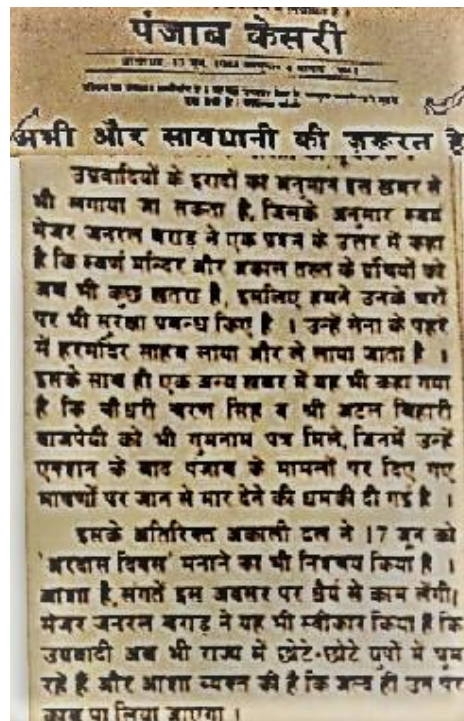 पंजाब केसरी
अभी और सावधानी की ज़रूरत है
उग्रवादियों के इरादों का अनुमान इस खबर से
भी लगाया जा सकता है, जिसके अनुसार स्वयं
मेजर जनरल बराड़ ने एक प्रश्न के उत्तर में कहा
है कि स्वर्ण मन्दिर और अकाल तख्त के ग्रंथियों को
अब भी कुछ खतरा है, इसलिए हमने उनके घरों
पर भी सुरक्षा प्रबन्ध किए है । उन्हें सेना के पहरे
में हरमंदिर साहब लाया और ले जाया जाता है ।
इसके साथ ही एक अन्य खबर में यह भी कहा गया
है कि चौधरी चरण सिंह व श्री अटल बिहारी
वाजपेयी को भी गुमनाम पत्र मिले, जिनमें उन्हें
एक्शन के बाद पंजाब के मामलों पर दिए गए
भाषणों पर जान से मार देने की धमकी दी गई है ।
इसके अतिरिक्त अकाली दल ने 17 जून को
'अरदास दिवस' मनाने का भी निश्चय किया है ।
आशा है, संगतें इस अवसर पर धैर्य से काम लेंगी।
मेजर जनरल बराड़ ने यह भी स्वीकार किया है कि
उग्रवादी अब भी राज्य में छोटे-छोटे ग्रुपों में घूम
रहे हैं और आशा व्यक्त की है कि जल्द ही उन पर
काबू पा लिया जाएगा ।